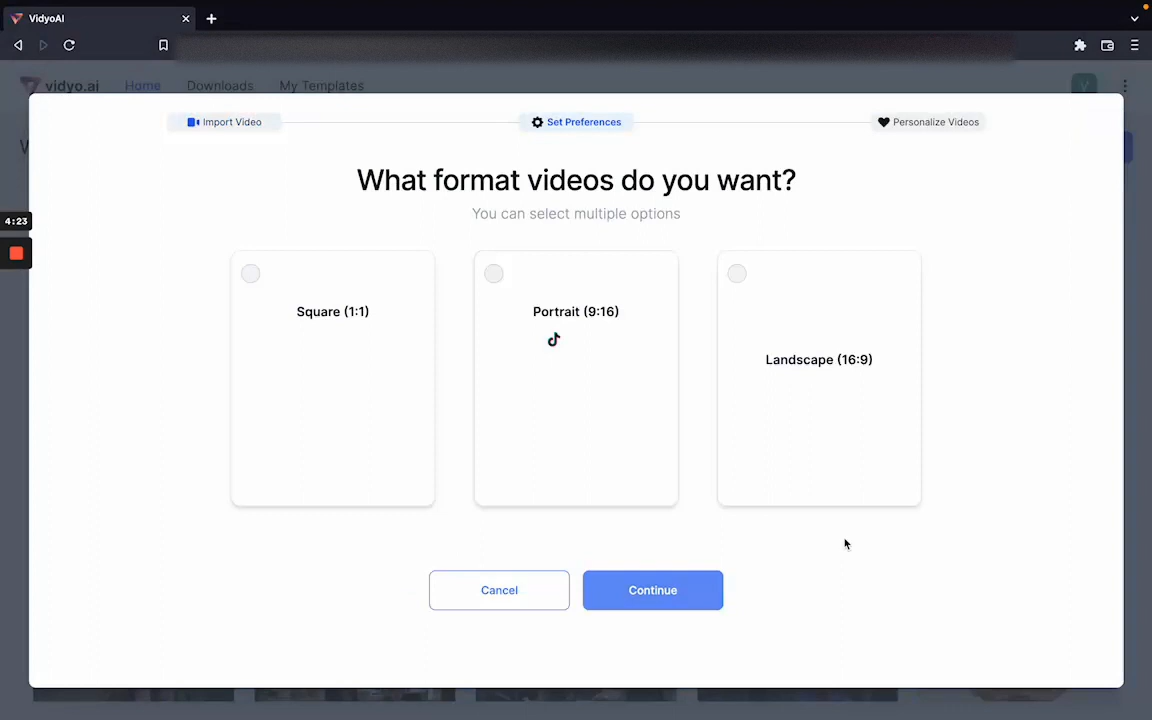 VidyoAI
vidyo.ai Home Downloads My Templates
V
Import Video Set Preferences Personalize Videos
What format videos do you want?
You can select multiple options
4:23
Square (1:1) Portrait (9:16) Landscape (16:9)
Cancel Continue